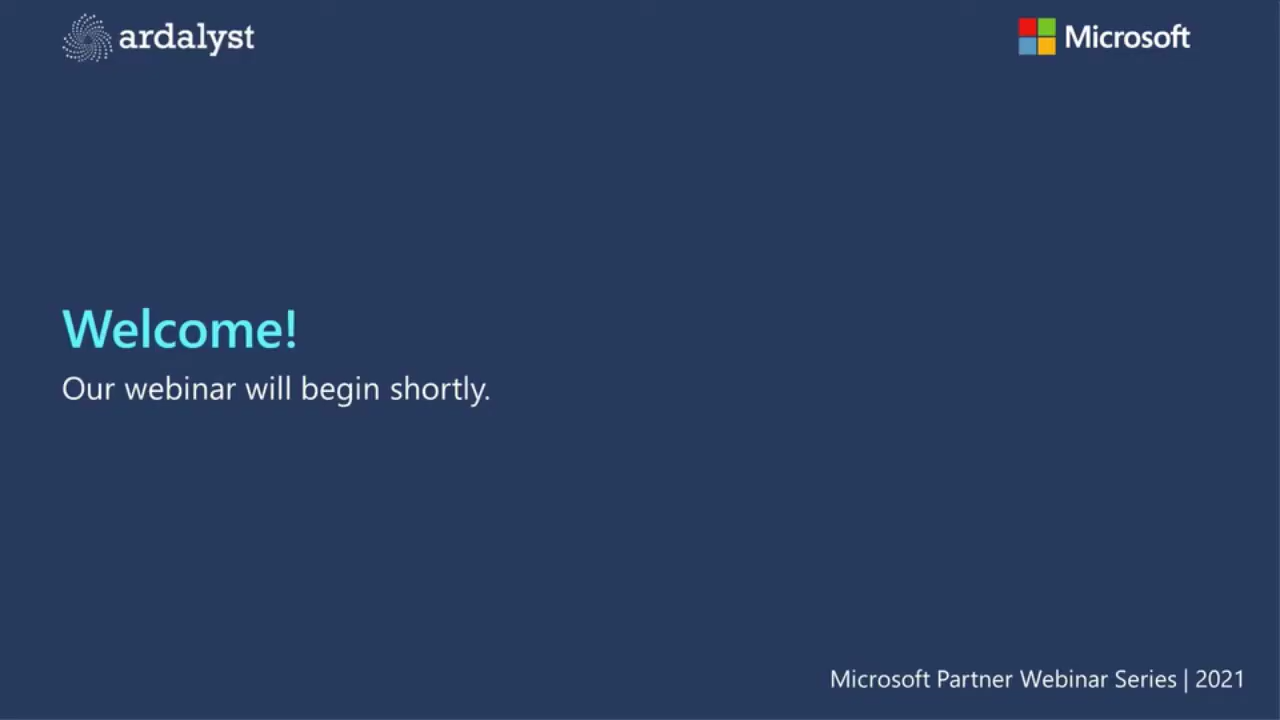 ardalyst
Microsoft
Welcome!
Our webinar will begin shortly.
Microsoft Partner Webinar Series | 2021